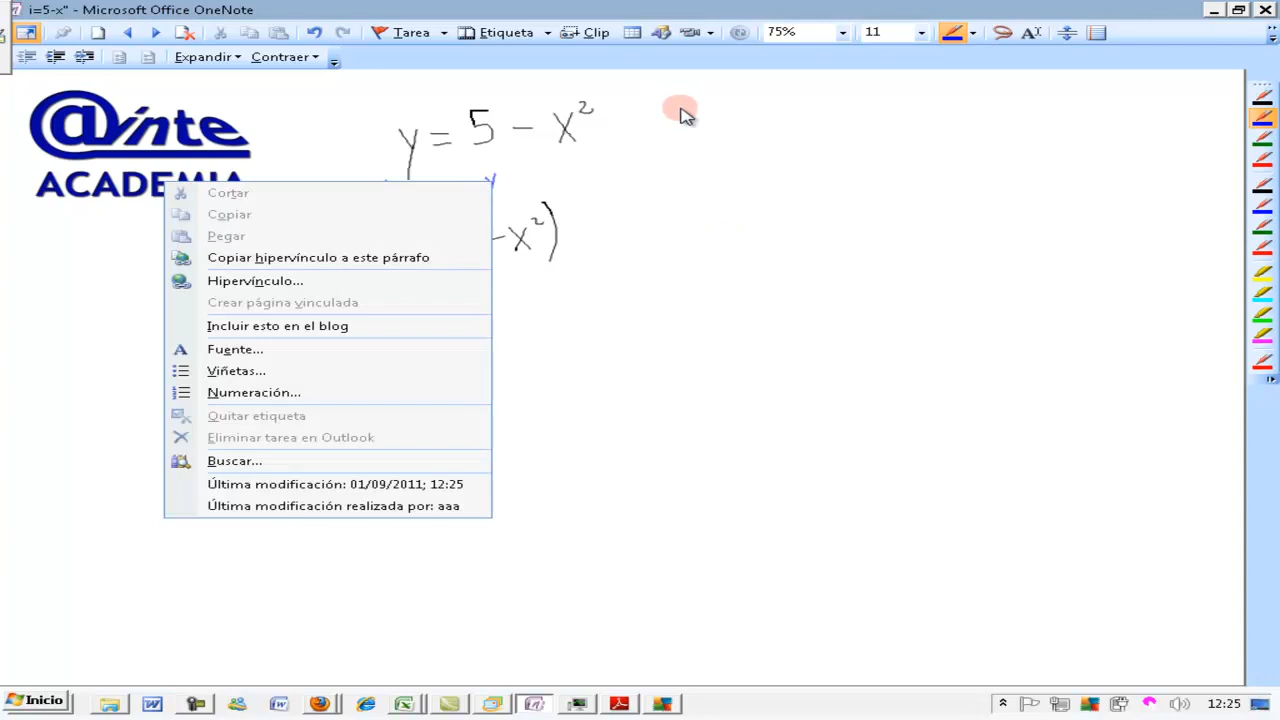 i=5-x" - Microsoft Office OneNote
Tarea Etiqueta Clip 75% 11
Expandir Contraer
@inte
ACADEMIA
y = 5 - x²
y
-x²)
Cortar
Copiar
Pegar
Copiar hipervínculo a este párrafo
Hipervínculo...
Crear página vinculada
Incluir esto en el blog
Fuente...
Viñetas...
Numeración...
Quitar etiqueta
Eliminar tarea en Outlook
Buscar...
Última modificación: 01/09/2011; 12:25
Última modificación realizada por: aaa
Inicio 12:25